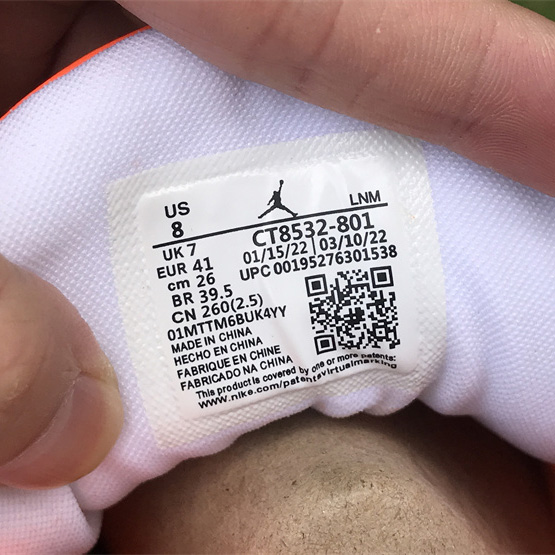 US
8
LNM
UK 7
EUR 41
cm 26
BR 39.5
CN 260(2.5)
01MTTM6BUK4YY
MADE IN CHINA
HECHO EN CHINA
FABRIQUE EN CHINE
FABRICADO NA CHINA
CT8532-801
01/15/22 | 03/10/22
UPC 00195276301538
This product is covered by one or more patents:
www.nike.com/patentsvirtualmarking